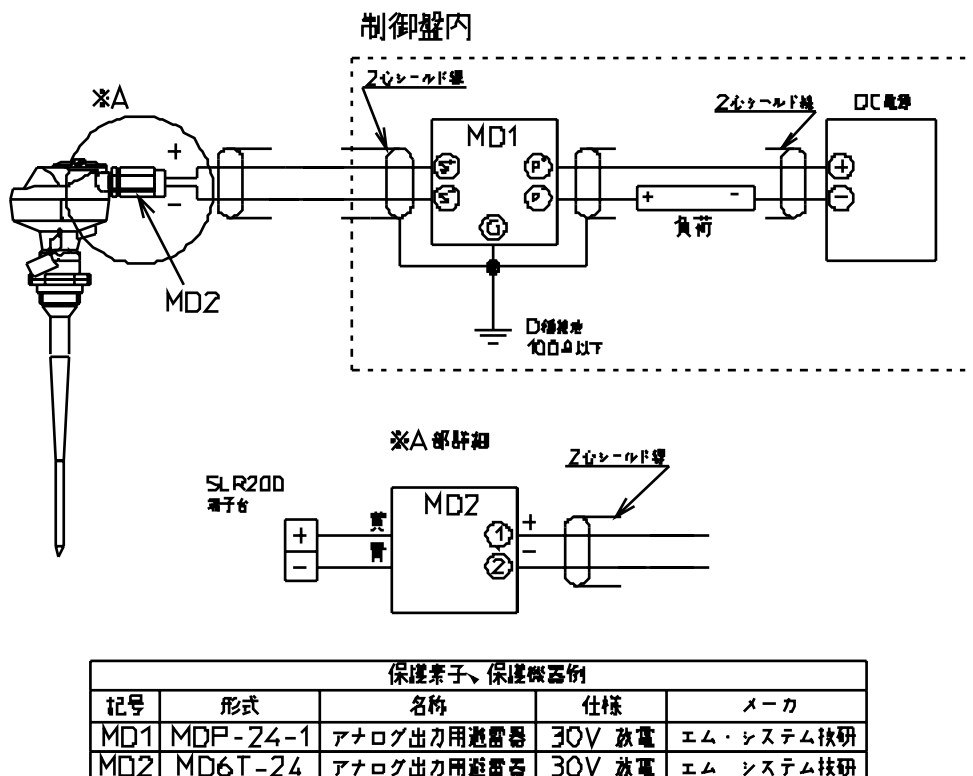 制御盤内
2心シールド線
※A
2心シールド線
DC電源
MD1
+
S+
P+
+
S-
P-
+
-
-
-
G
負荷
MD2
D種接地
100Ω以下
※A部詳細
2心シールド線
SLR200
端子台
MD2
黄
+
+
1
青
-
-
2
保護素子、保護機器例
記号 形式 名称 仕様 メーカ
MD1 MDP-24-1 アナログ出力用避雷器 30V 放電 エム・システム技研
MD2 MD6T-24 アナログ出力用避雷器 30V 放電 エム システム技研